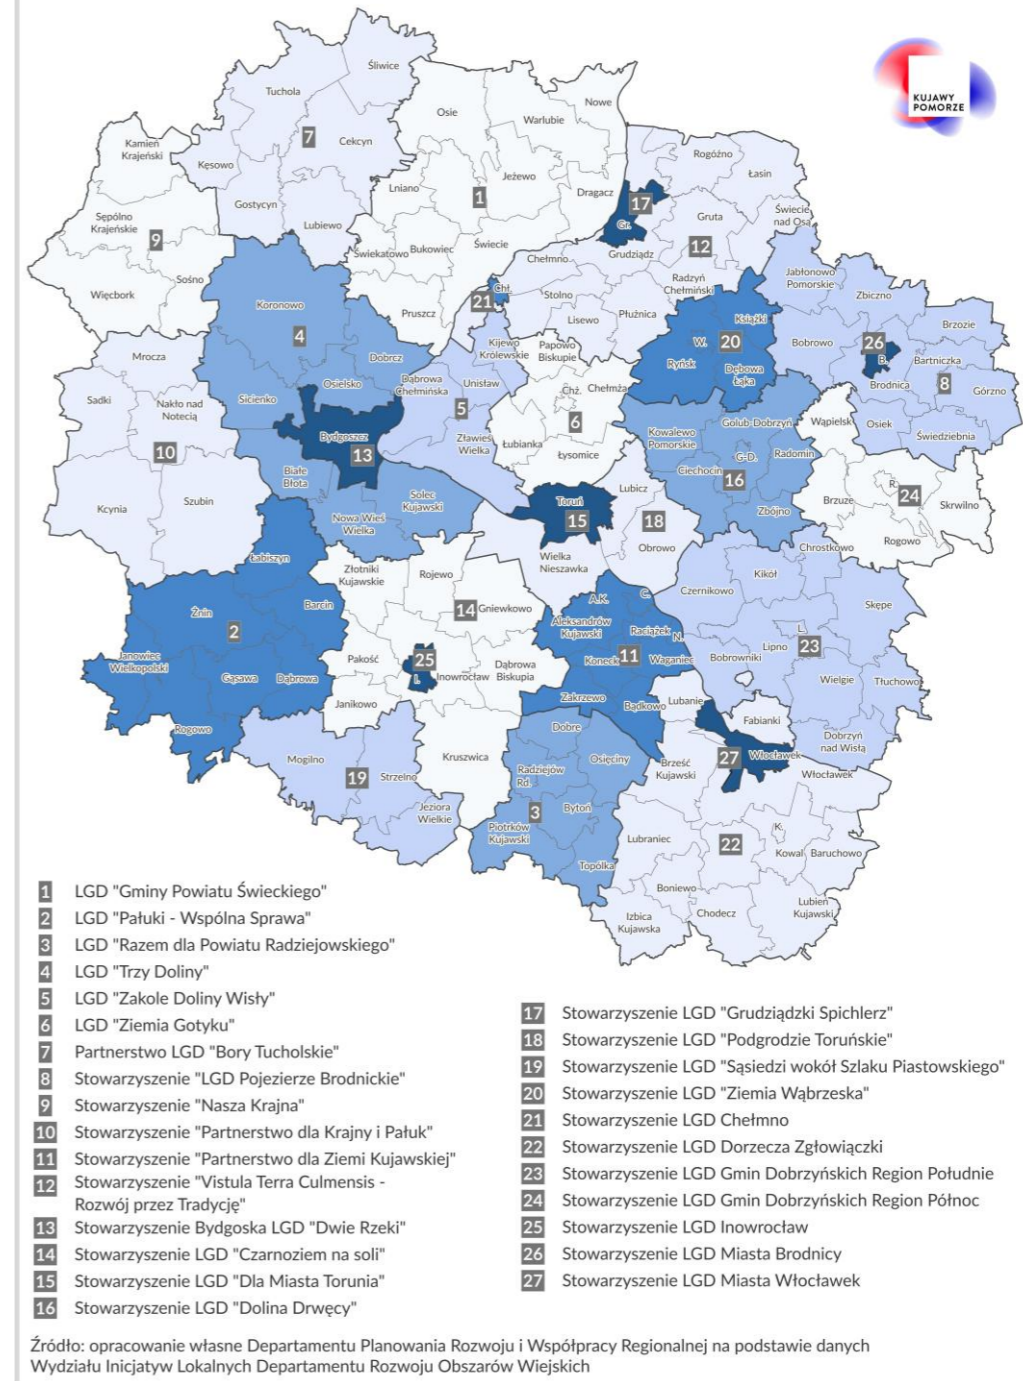 KUJAWY
POMORZE
Śliwice
Tuchola
Nowe
Osie
Warlubie
7
Cekcyn
Kamień
Krajeński
Kęsowo
Rogóźno
Łasin
Jeżewo
Lniano
Dragacz
1
17
Gostycyn
Świecie
nad Osą
Sępólno
Krajeńskie
Gruta
Gr.
Lubiewo
9
Świecie
Bukowiec
Świekatowo
12
Grudziądz
Chełmno
Sośno
Radzyń
Chełmiński
Jabłonowo
Pomorskie
Więcbork
Chł.
Stolno
Zbiczno
21
Koronowo
Pruszcz
Płużnica
Lisewo
Książki
Brzozie
4
Kijewo
Królewskie
Papowo
Biskupie
W.
20
Bobrowo
26
Mrocza
Dobrcz
B.
Bartniczka
Ryńsk
Dębowa
Łąka
Osielsko
Dąbrowa
Chełmińska
Unisław
Chż.
Chełmża
Brodnica
8
Górzno
Sadki
Nakło nad
Notecią
Sicienko
5
6
Wąpielsk
Osiek
Golub-Dobrzyń
Bydgoszcz
Kowalewo
Pomorskie
Świedziebnia
Łubianka
Zławieś
Wielka
13
10
Łysomice
G-D.
Radomin
Białe
Błota
Ciechocin
16
R.
Lubicz
Solec
Kujawski
Toruń
24
Szubin
Brzuze
Skrwilno
Kcynia
Zbójno
Nowa Wieś
Wielka
15
18
Rogowo
Obrowo
Chrostkowo
Łabiszyn
Wielka
Nieszawka
Złotniki
Kujawskie
Rojewo
Kikół
Czernikowo
C.
A.K.
Barcin
Skępe
Żnin
14
Gniewkowo
Aleksandrów
Kujawski
Raciążek
L.
2
N.
Lipno
23
Janowiec
Wielkopolski
Pakość
25
Koneck
11
Waganiec
Bobrowniki
Dąbrowa
Biskupia
I.
Inowrocław
Gąsawa
Dąbrowa
Wielgie
Tłuchowo
Zakrzewo
Lubanie
Janikowo
Bądkowo
Fabianki
Rogowo
Dobre
Dobrzyń
nad Wisłą
Mogilno
Kruszwica
Osięciny
27
Włocławek
Brześć
Kujawski
Radziejów
Rd.
Włocławek
19
Strzelno
Jeziora
Wielkie
3
Bytoń
K.
Piotrków
Kujawski
Lubraniec
22
Kowal
Baruchowo
Topólka
Boniewo
Lubień
Kujawski
Izbica
Kujawska
Chodecz
1 LGD "Gminy Powiatu Świeckiego"
2 LGD "Pałuki - Wspólna Sprawa"
3 LGD "Razem dla Powiatu Radziejowskiego"
4 LGD "Trzy Doliny"
5 LGD "Zakole Doliny Wisły"
6 LGD "Ziemia Gotyku"
7 Partnerstwo LGD "Bory Tucholskie"
8 Stowarzyszenie "LGD Pojezierze Brodnickie"
9 Stowarzyszenie "Nasza Krajna"
10 Stowarzyszenie "Partnerstwo dla Krajny i Pałuk"
11 Stowarzyszenie "Partnerstwo dla Ziemi Kujawskiej"
12 Stowarzyszenie "Vistula Terra Culmensis -
Rozwój przez Tradycję"
13 Stowarzyszenie Bydgoska LGD "Dwie Rzeki"
14 Stowarzyszenie LGD "Czarnoziem na soli"
15 Stowarzyszenie LGD "Dla Miasta Torunia"
16 Stowarzyszenie LGD "Dolina Drwęcy"
17 Stowarzyszenie LGD "Grudziądzki Spichlerz"
18 Stowarzyszenie LGD "Podgrodzie Toruńskie"
19 Stowarzyszenie LGD "Sąsiedzi wokół Szlaku Piastowskiego"
20 Stowarzyszenie LGD "Ziemia Wąbrzeska"
21 Stowarzyszenie LGD Chełmno
22 Stowarzyszenie LGD Dorzecza Zgłowiączki
23 Stowarzyszenie LGD Gmin Dobrzyńskich Region Południe
24 Stowarzyszenie LGD Gmin Dobrzyńskich Region Północ
25 Stowarzyszenie LGD Inowrocław
26 Stowarzyszenie LGD Miasta Brodnicy
27 Stowarzyszenie LGD Miasta Włocławek
Źródło: opracowanie własne Departamentu Planowania Rozwoju i Współpracy Regionalnej na podstawie danych
Wydziału Inicjatyw Lokalnych Departamentu Rozwoju Obszarów Wiejskich